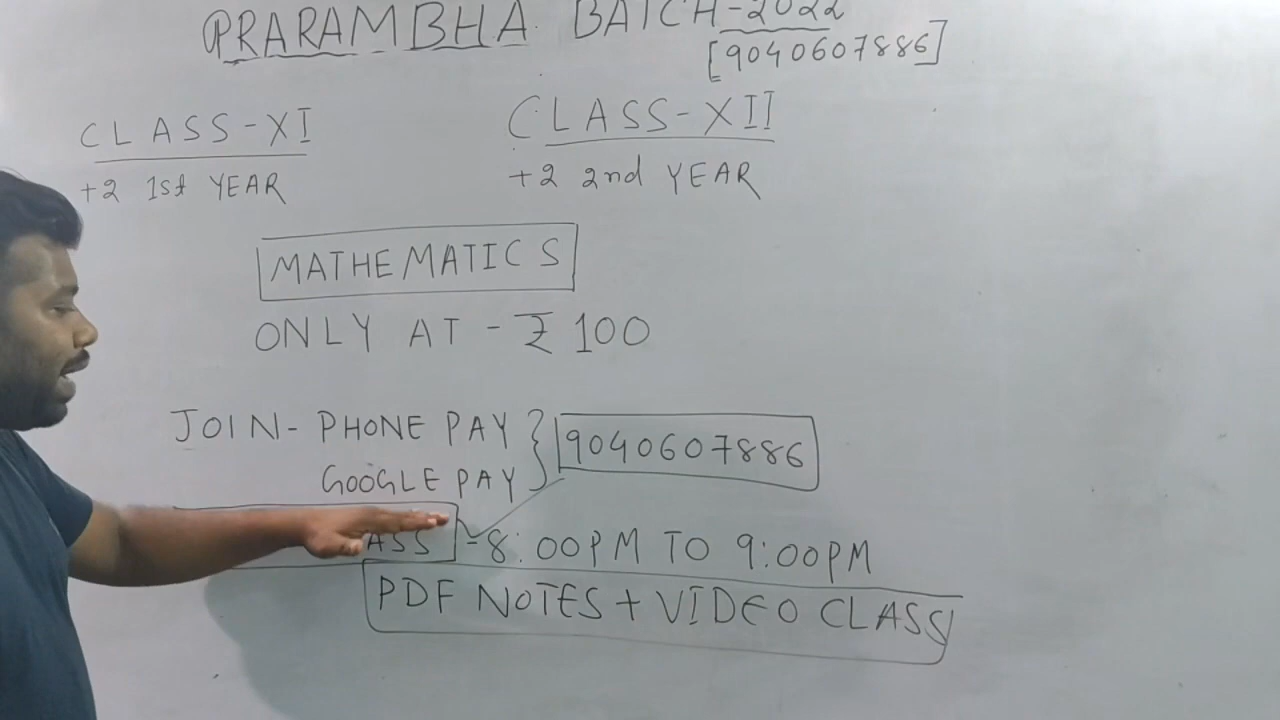 PRARAMBHA BATCH-2022
[9040607886]
CLASS-XI
+2 1st YEAR
CLASS-XII
+2 2nd YEAR
MATHEMATICS
ONLY AT - ₹ 100
JOIN - PHONE PAY
GOOGLE PAY
} 9040607886
ASS - 8:00PM TO 9:00PM
PDF NOTES + VIDEO CLASS